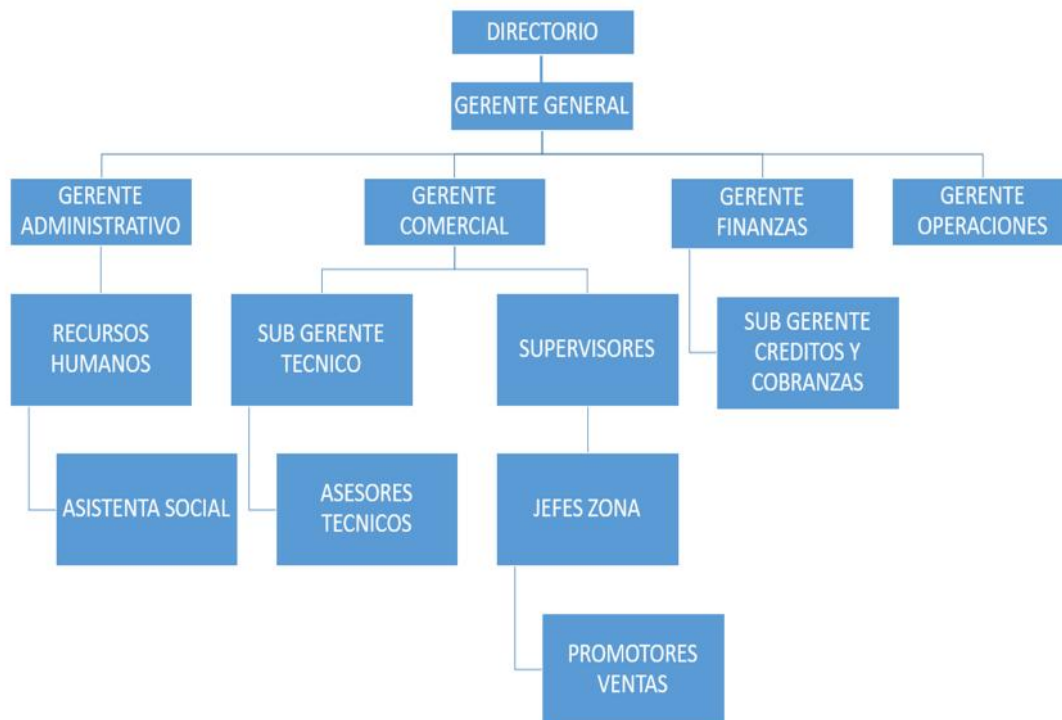 DIRECTORIO
GERENTE GENERAL
GERENTE
ADMINISTRATIVO
GERENTE
COMERCIAL
GERENTE
FINANZAS
GERENTE
OPERACIONES
RECURSOS
HUMANOS
SUB GERENTE
TECNICO
SUPERVISORES
SUB GERENTE
CREDITOS Y
COBRANZAS
ASISTENTA SOCIAL
ASESORES
TECNICOS
JEFES ZONA
PROMOTORES
VENTAS